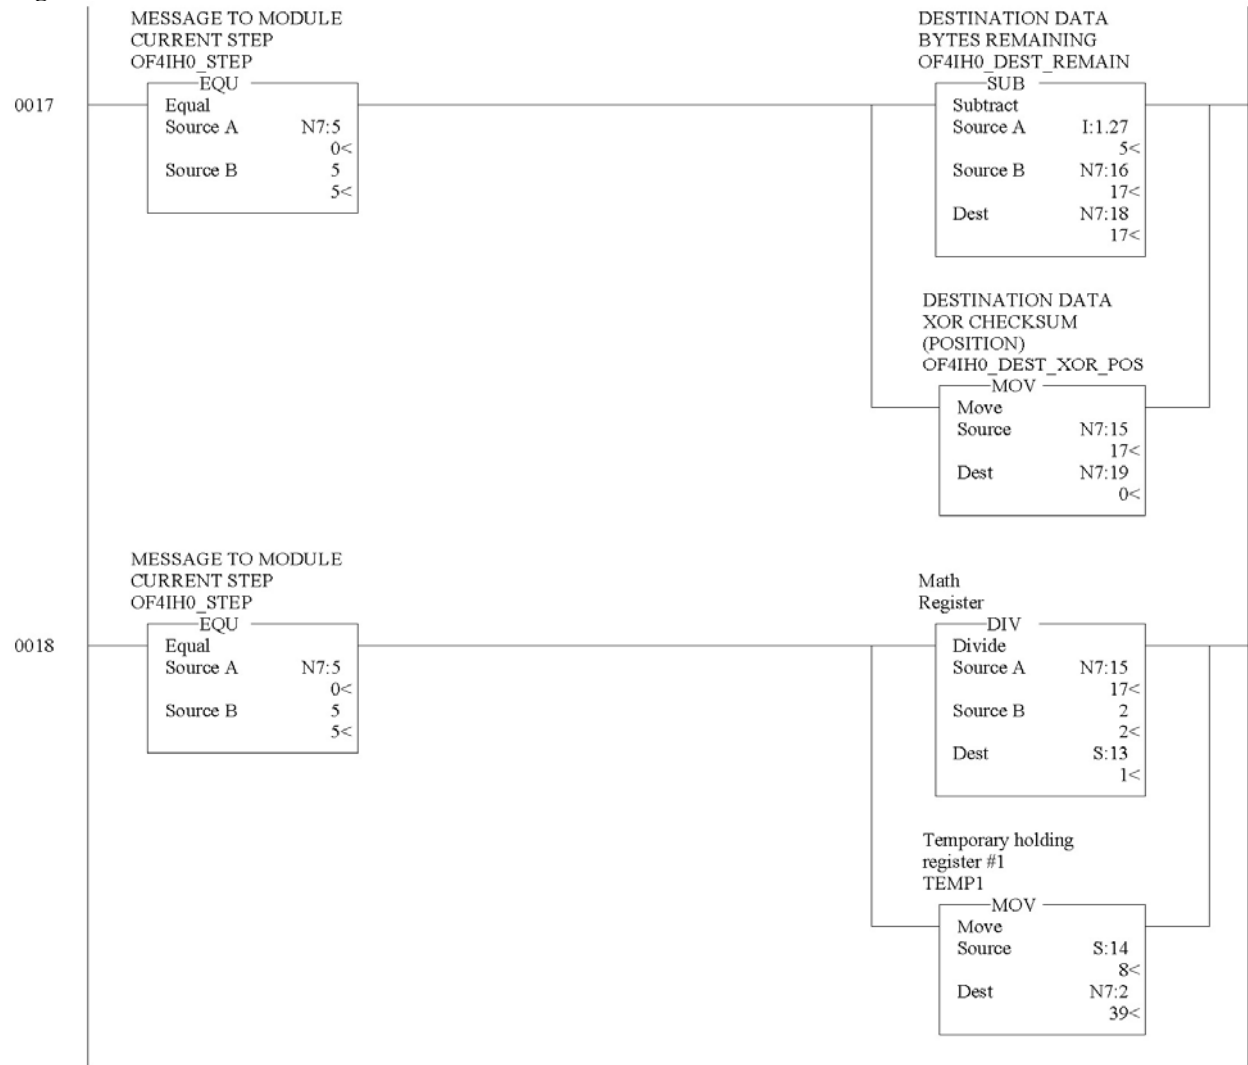 MESSAGE TO MODULE
CURRENT STEP
OF4IH0_STEP
EQU
0017
Equal
Source A N7:5
0<
Source B 5
5<
DESTINATION DATA
BYTES REMAINING
OF4IH0_DEST_REMAIN
SUB
Subtract
Source A I:1.27
5<
Source B N7:16
17<
Dest N7:18
17<
DESTINATION DATA
XOR CHECKSUM
(POSITION)
OF4IH0_DEST_XOR_POS
MOV
Move
Source N7:15
17<
Dest N7:19
0<
MESSAGE TO MODULE
CURRENT STEP
OF4IH0_STEP
EQU
0018
Equal
Source A N7:5
0<
Source B 5
5<
Math
Register
DIV
Divide
Source A N7:15
17<
Source B 2
2<
Dest S:13
1<
Temporary holding
register #1
TEMP1
MOV
Move
Source S:14
8<
Dest N7:2
39<